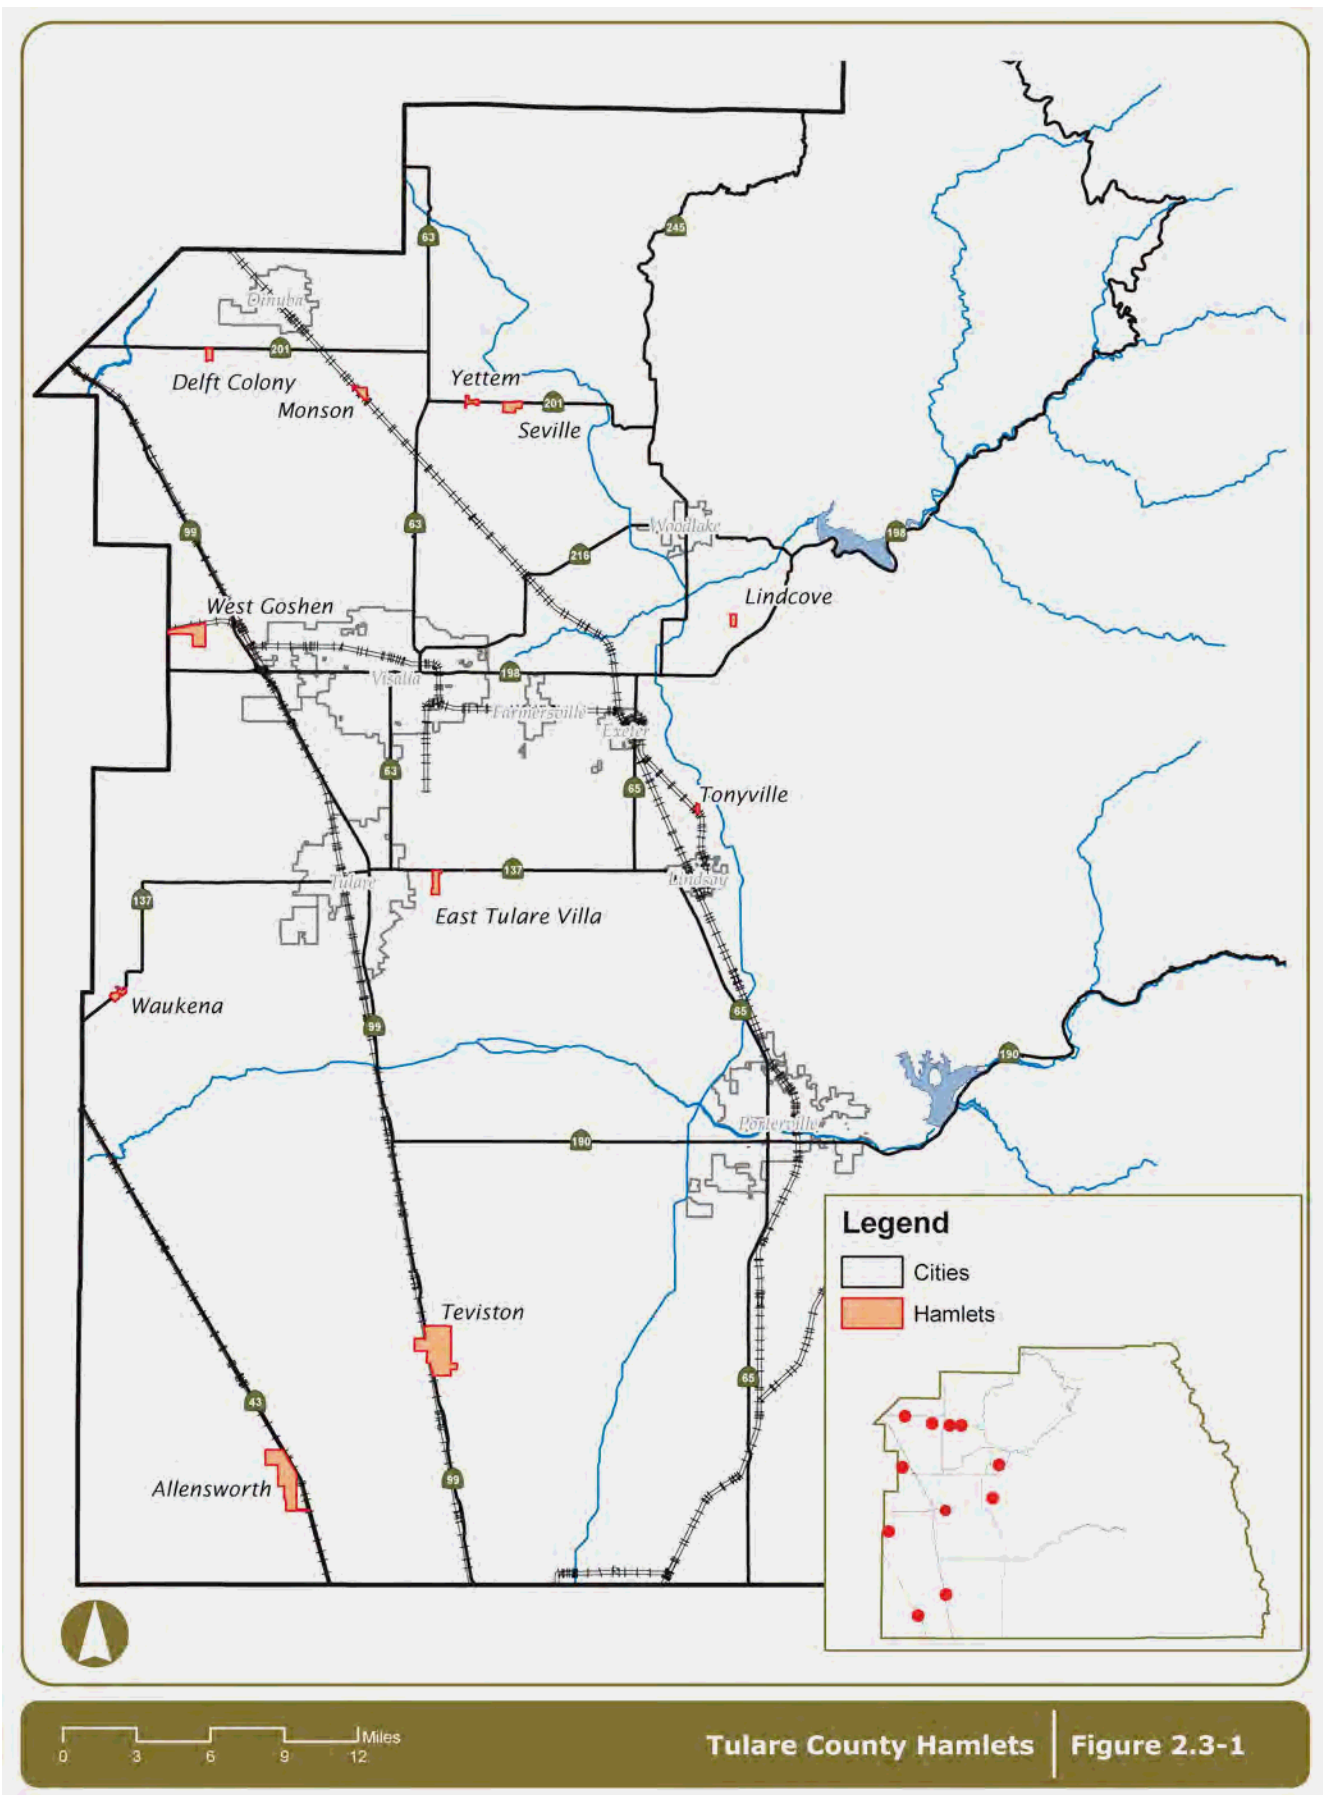 245
63
Dinuba
201
Delft Colony
Monson
Yettem
201
Seville
99
63
216
Woodlake
198
West Goshen
Lindcove
Visalia
198
Farmersville
Exeter
63
65
Tonyville
137
Tulare
137
Lindsay
East Tulare Villa
Waukena
99
65
190
Porterville
190
Teviston
65
43
Allensworth
99
Legend
Cities
Hamlets
Miles
0 3 6 9 12
Tulare County Hamlets
Figure 2.3-1